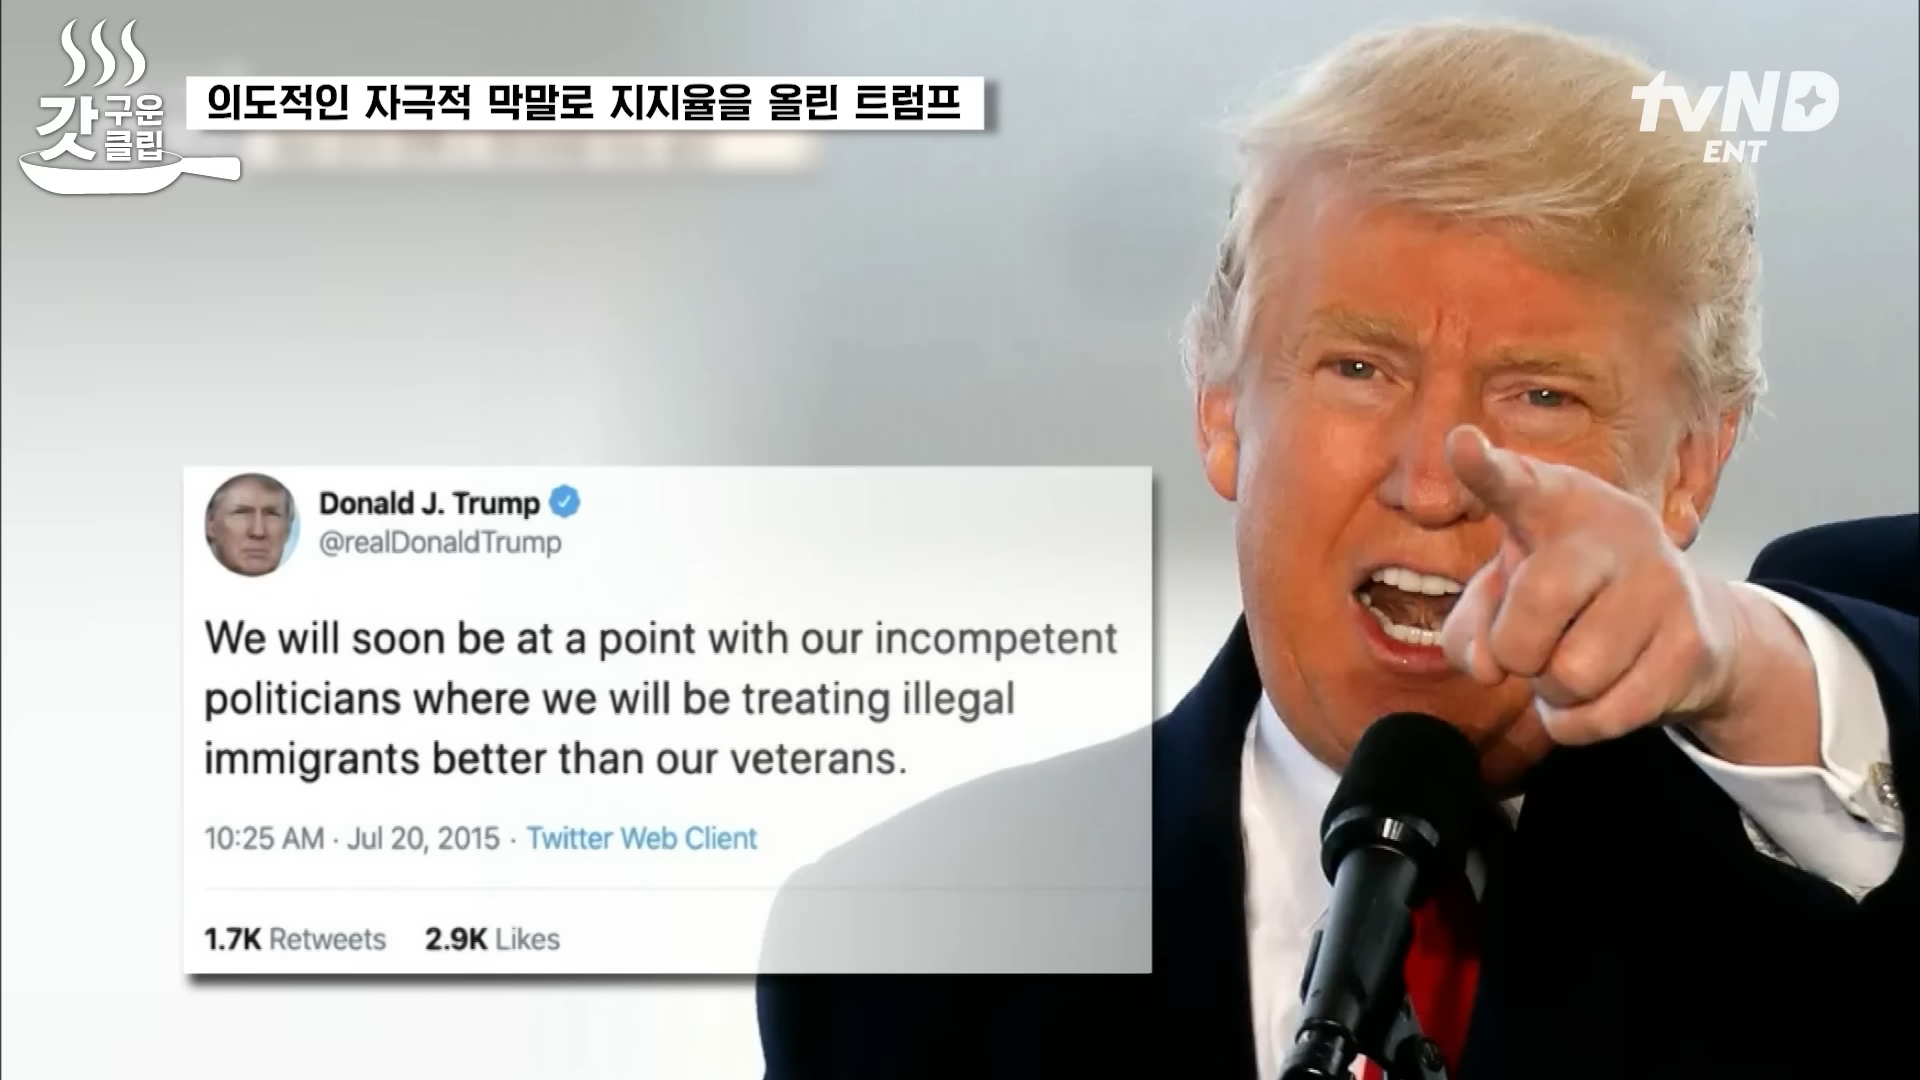 갓구운클립
의도적인 자극적 막말로 지지율을 올린 트럼프
tvN D
ENT
Donald J. Trump
@realDonaldTrump
We will soon be at a point with our incompetent
politicians where we will be treating illegal
immigrants better than our veterans.
10:25 AM · Jul 20, 2015 · Twitter Web Client
1.7K Retweets 2.9K Likes